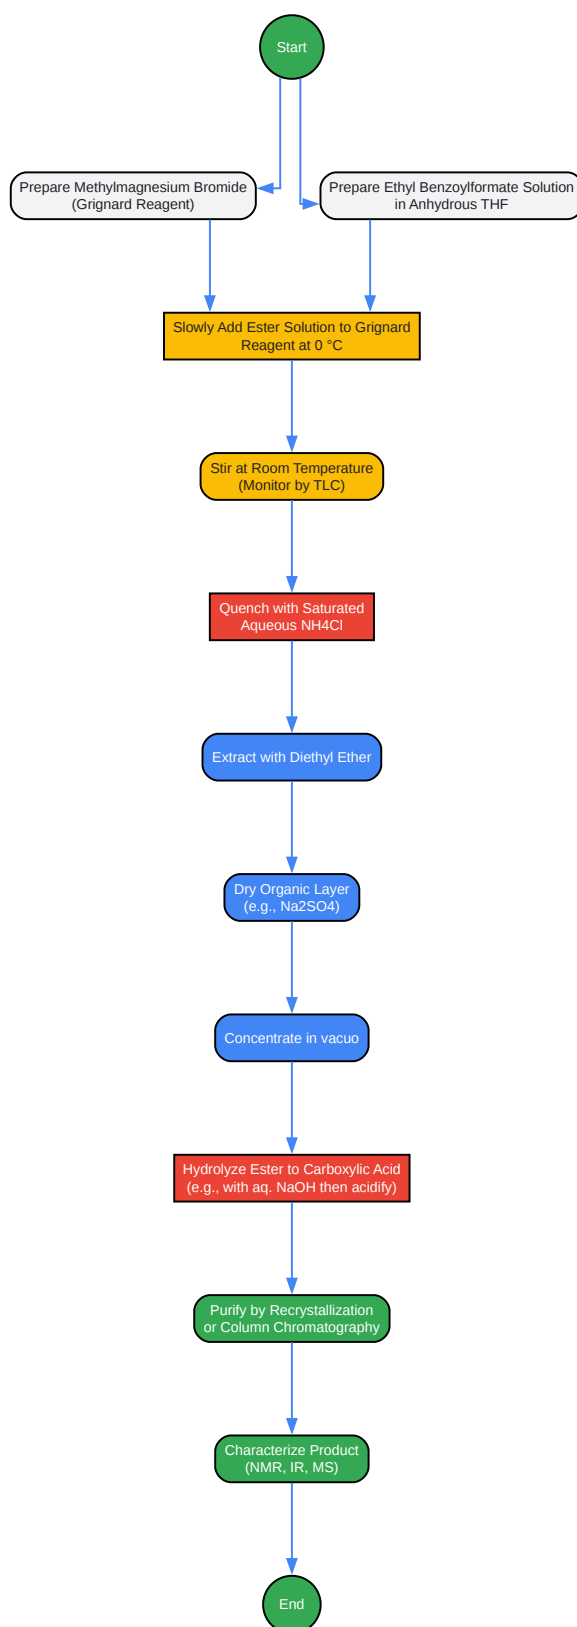 Start
Prepare Methylmagnesium Bromide
(Grignard Reagent)
Prepare Ethyl Benzoylformate Solution
in Anhydrous THF
Slowly Add Ester Solution to Grignard
Reagent at 0 °C
Stir at Room Temperature
(Monitor by TLC)
Quench with Saturated
Aqueous NH4Cl
Extract with Diethyl Ether
Dry Organic Layer
(e.g., Na2SO4)
Concentrate in vacuo
Hydrolyze Ester to Carboxylic Acid
(e.g., with aq. NaOH then acidify)
Purify by Recrystallization
or Column Chromatography
Characterize Product
(NMR, IR, MS)
End